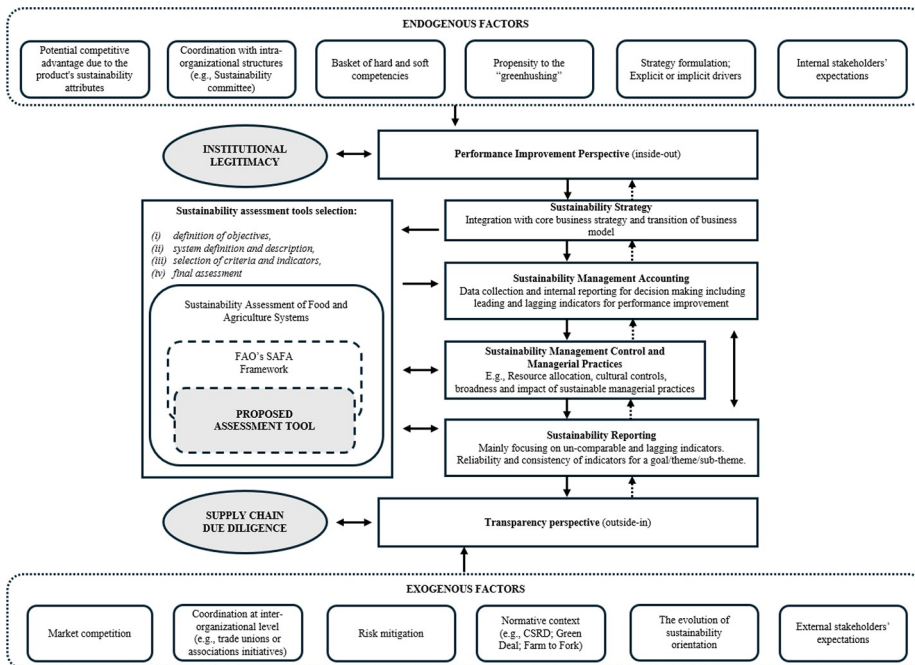 ENDOGENOUS FACTORS
Potential competitive
advantage due to the
product's sustainability
attributes
Coordination with intra-
organizational structures
(e.g., Sustainability
committee)
Basket of hard and soft
competencies
Propensity to the
“greenhushing”
Strategy formulation;
Explicit or implicit drivers
Internal stakeholders’
expectations
INSTITUTIONAL
LEGITIMACY
Performance Improvement Perspective (inside-out)
Sustainability assessment tools selection:
(i) definition of objectives,
(ii) system definition and description,
(iii) selection of criteria and indicators,
(iv) final assessment
Sustainability Assessment of Food and
Agriculture Systems
FAO’s SAFA
Framework
PROPOSED
ASSESSMENT TOOL
Sustainability Strategy
Integration with core business strategy and transition of business
model
Sustainability Management Accounting
Data collection and internal reporting for decision making including
leading and lagging indicators for performance improvement
Sustainability Management Control and
Managerial Practices
E.g., Resource allocation, cultural controls,
broadness and impact of sustainable managerial practices
Sustainability Reporting
Mainly focusing on un-comparable and lagging indicators.
Reliability and consistency of indicators for a goal/theme/sub-theme.
SUPPLY CHAIN
DUE DILIGENCE
Transparency perspective (outside-in)
EXOGENOUS FACTORS
Market competition
Coordination at inter-
organizational level
(e.g., trade unions or
associations initiatives)
Risk mitigation
Normative context
(e.g., CSRD; Green
Deal; Farm to Fork)
The evolution of
sustainability
orientation
External stakeholders’
expectations